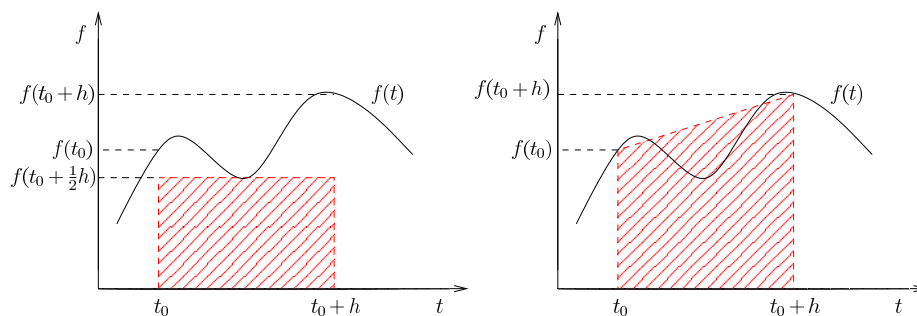 f
f(t₀+h)
f(t)
f(t₀)
f(t₀+½h)
t₀
t₀+h
t
f
f(t₀+h)
f(t)
f(t₀)
t₀
t₀+h
t